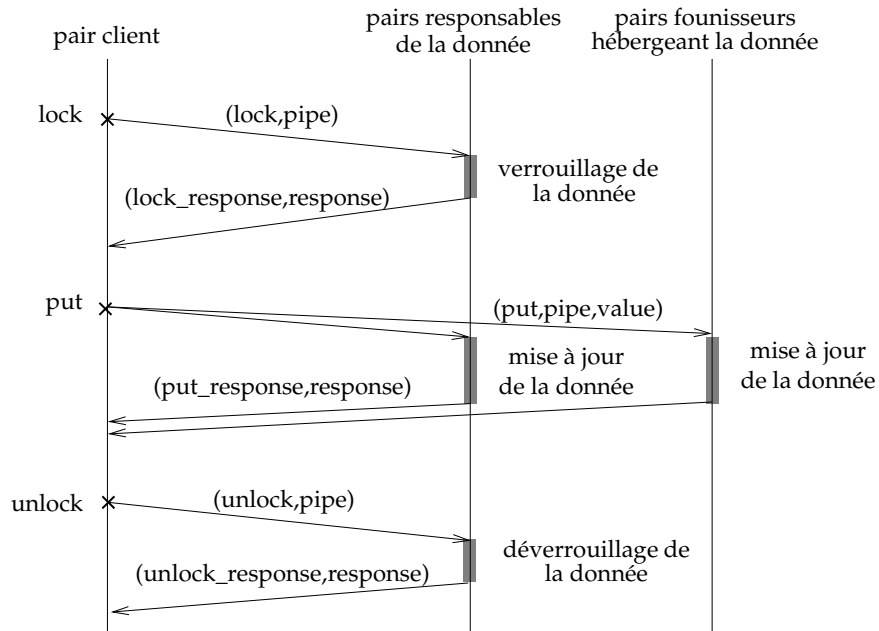 pair client
pairs responsables
de la donnée
pairs founisseurs
hébergeant la donnée
lock
(lock,pipe)
verrouillage de
la donnée
(lock_response,response)
put
(put,pipe,value)
mise à jour
de la donnée
mise à jour
de la donnée
(put_response,response)
unlock
(unlock,pipe)
déverrouillage de
la donnée
(unlock_response,response)